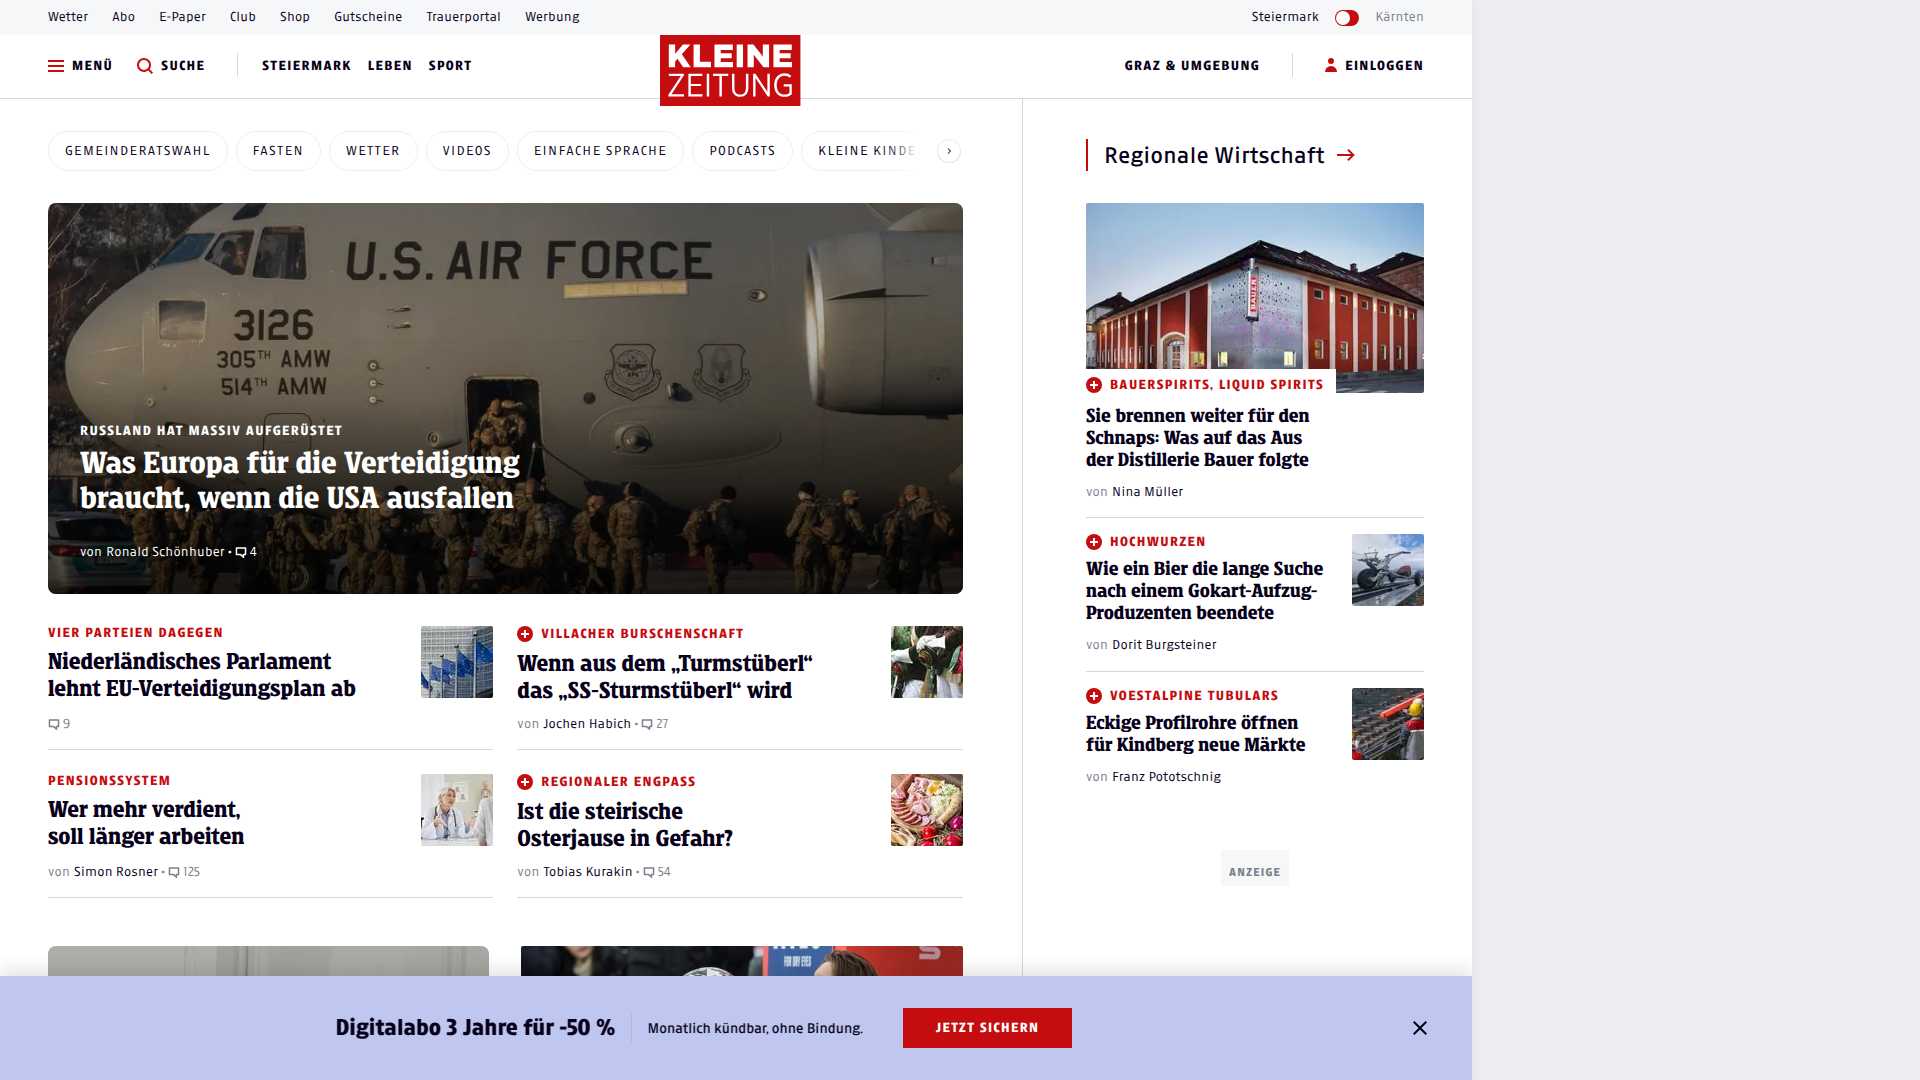 Wetter Abo E-Paper Club Shop Gutscheine Trauerportal Werbung
Steiermark Kärnten
MENÜ SUCHE STEIERMARK LEBEN SPORT
KLEINE
ZEITUNG
GRAZ & UMGEBUNG EINLOGGEN
GEMEINDERATSWAHL FASTEN WETTER VIDEOS EINFACHE SPRACHE PODCASTS KLEINE KINDE
U.S. AIR FORCE
3126
305TH AMW
514TH AMW
RUSSLAND HAT MASSIV AUFGERÜSTET
Was Europa für die Verteidigung
braucht, wenn die USA ausfallen
von Ronald Schönhuber • 4
VIER PARTEIEN DAGEGEN
Niederländisches Parlament
lehnt EU-Verteidigungsplan ab
9
VILLACHER BURSCHENSCHAFT
Wenn aus dem „Turmstüberl“
das „SS-Sturmstüberl“ wird
von Jochen Habich • 27
PENSIONSSYSTEM
Wer mehr verdient,
soll länger arbeiten
von Simon Rosner • 125
REGIONALER ENGPASS
Ist die steirische
Osterjause in Gefahr?
von Tobias Kurakin • 54
FOR DRY EYES
Regionale Wirtschaft
BAUER
BAUERSPIRITS, LIQUID SPIRITS
Sie brennen weiter für den
Schnaps: Was auf das Aus
der Distillerie Bauer folgte
von Nina Müller
HOCHWURZEN
Wie ein Bier die lange Suche
nach einem Gokart-Aufzug-
Produzenten beendete
von Dorit Burgsteiner
VOESTALPINE TUBULARS
Eckige Profilrohre öffnen
für Kindberg neue Märkte
von Franz Pototschnig
ANZEIGE
Digitalabo 3 Jahre für -50 %
Monatlich kündbar, ohne Bindung.
JETZT SICHERN